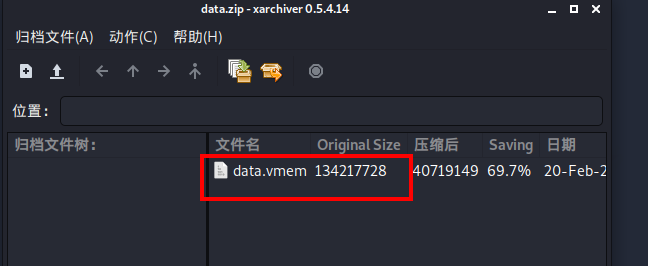 data.zip - xarchiver 0.5.4.14
归档文件(A) 动作(C) 帮助(H)
位置：
归档文件树： 文件名 Original Size 压缩后 Saving 日期
data.vmem 134217728 40719149 69.7% 20-Feb-2